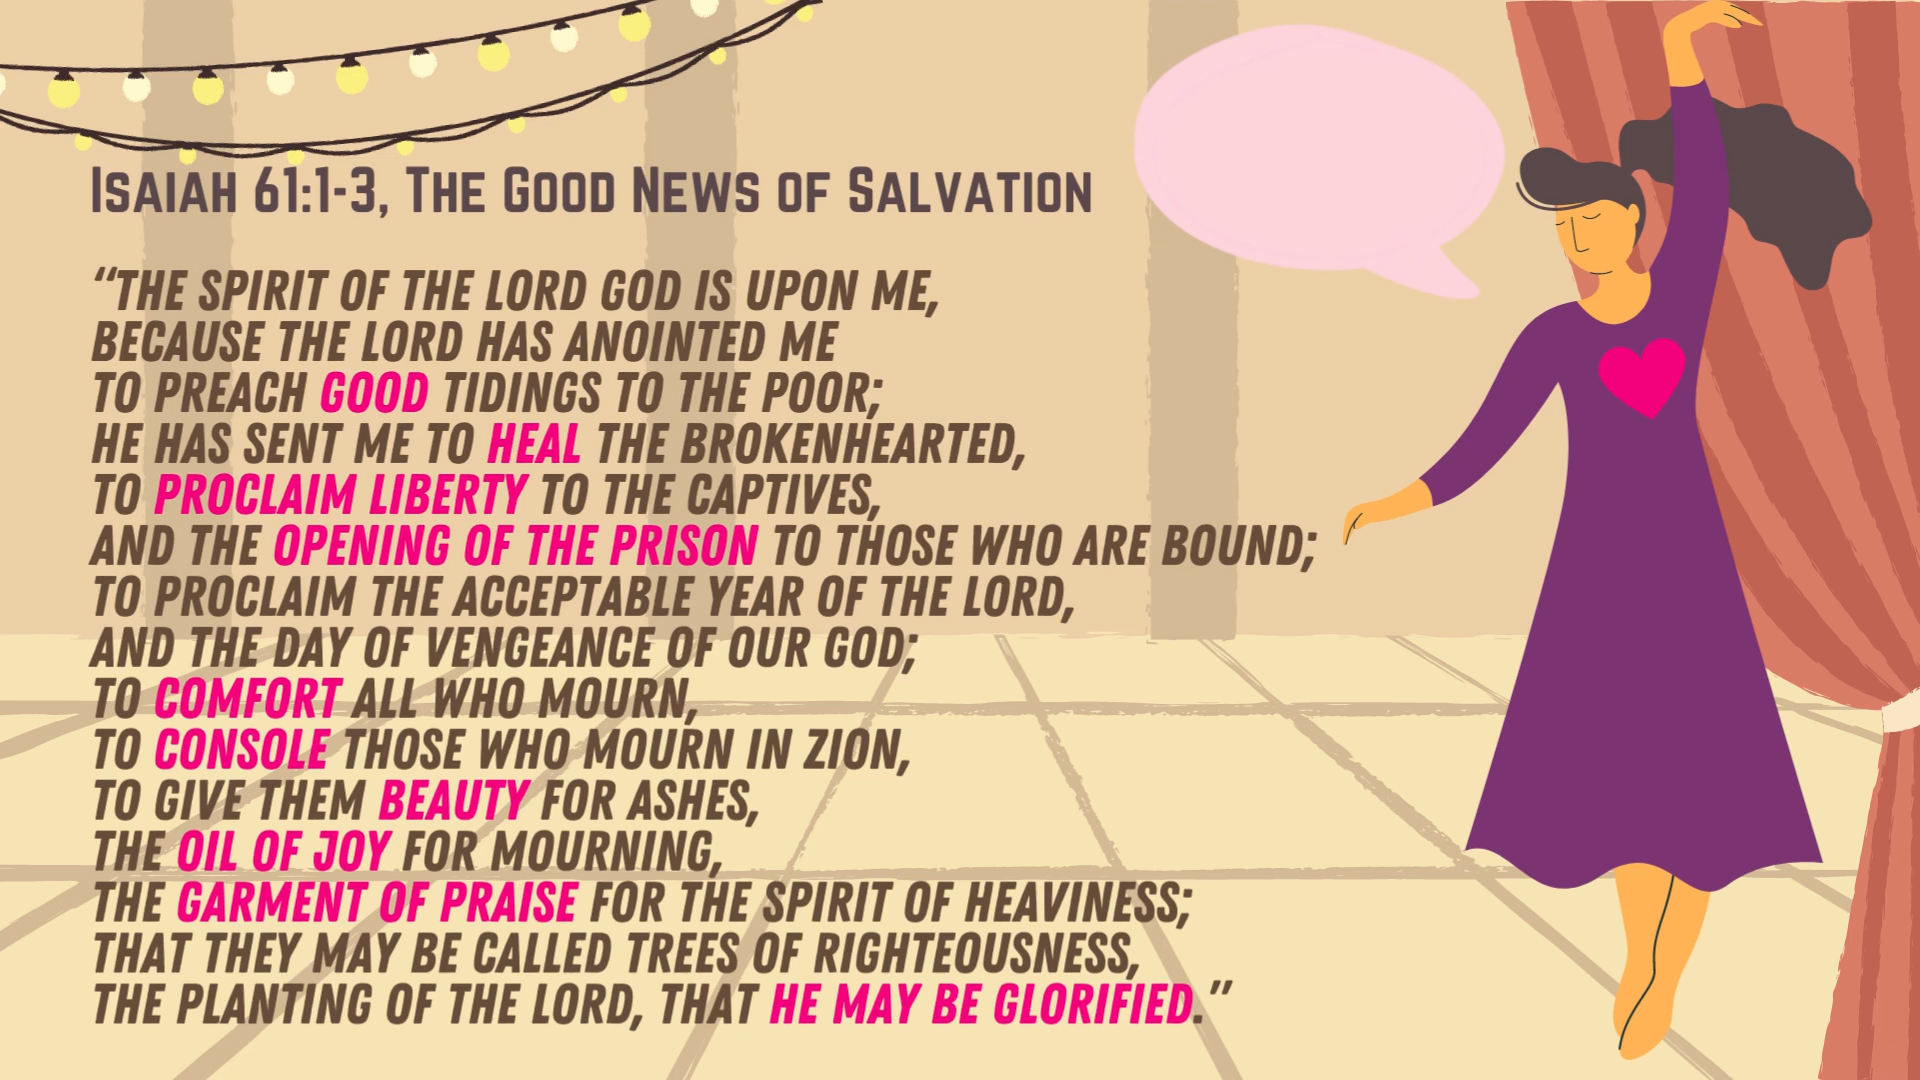 Isaiah 61:1-3, The Good News of Salvation
“THE SPIRIT OF THE LORD GOD IS UPON ME,
BECAUSE THE LORD HAS ANOINTED ME
TO PREACH GOOD TIDINGS TO THE POOR;
HE HAS SENT ME TO HEAL THE BROKENHEARTED,
TO PROCLAIM LIBERTY TO THE CAPTIVES,
AND THE OPENING OF THE PRISON TO THOSE WHO ARE BOUND;
TO PROCLAIM THE ACCEPTABLE YEAR OF THE LORD,
AND THE DAY OF VENGEANCE OF OUR GOD;
TO COMFORT ALL WHO MOURN,
TO CONSOLE THOSE WHO MOURN IN ZION,
TO GIVE THEM BEAUTY FOR ASHES,
THE OIL OF JOY FOR MOURNING,
THE GARMENT OF PRAISE FOR THE SPIRIT OF HEAVINESS;
THAT THEY MAY BE CALLED TREES OF RIGHTEOUSNESS,
THE PLANTING OF THE LORD, THAT HE MAY BE GLORIFIED.”